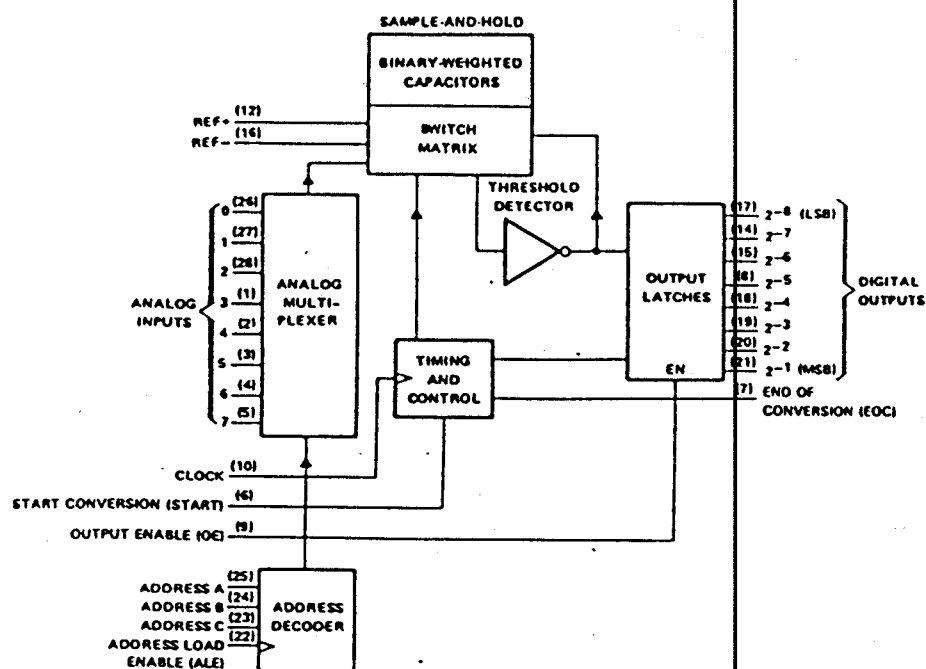 SAMPLE-AND-HOLD
BINARY-WEIGHTED
CAPACITORS
SWITCH
MATRIX
REF+ (12)
REF- (16)
THRESHOLD
DETECTOR
ANALOG
INPUTS
0 (26)
1 (27)
2 (28)
3 (1)
4 (2)
5 (3)
6 (4)
7 (5)
ANALOG
MULTI-
PLEXER
TIMING
AND
CONTROL
OUTPUT
LATCHES
EN
(17) 2-8 (LSB)
(14) 2-7
(15) 2-6
(8) 2-5
(18) 2-4
(19) 2-3
(20) 2-2
(21) 2-1 (MSB)
DIGITAL
OUTPUTS
(7) END OF
CONVERSION (EOC)
CLOCK (10)
START CONVERSION (START) (6)
OUTPUT ENABLE (OE) (9)
ADDRESS A (25)
ADDRESS B (24)
ADDRESS C (23)
ADDRESS LOAD (22)
ENABLE (ALE)
ADDRESS
DECODER